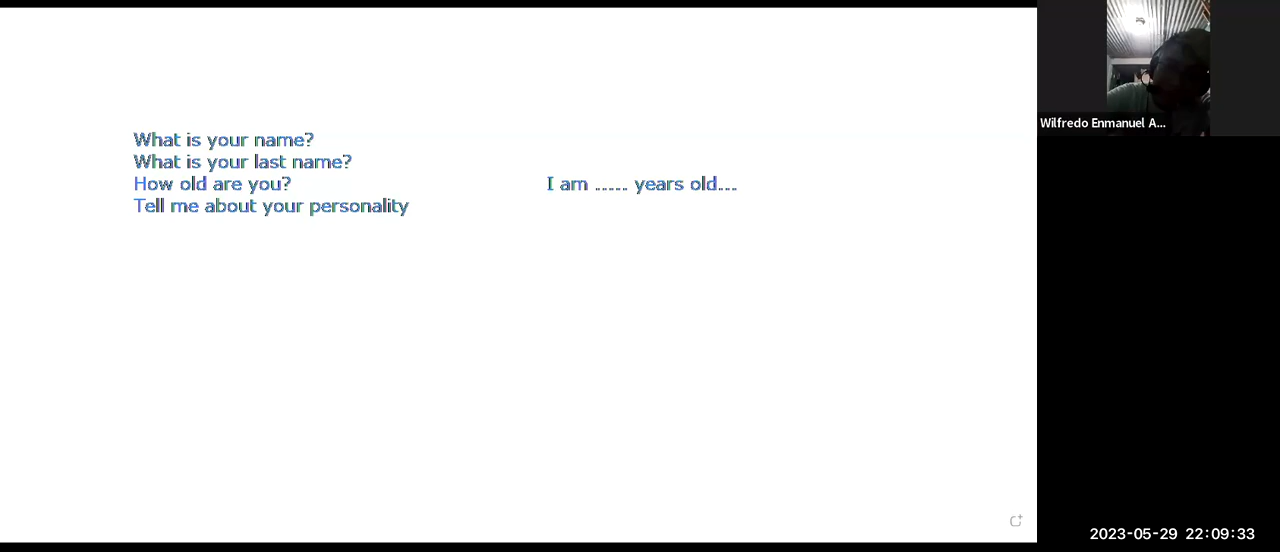 What is your name?
What is your last name?
How old are you? I am ..... years old...
Tell me about your personality
Wilfredo Enmanuel A...
2023-05-29 22:09:33